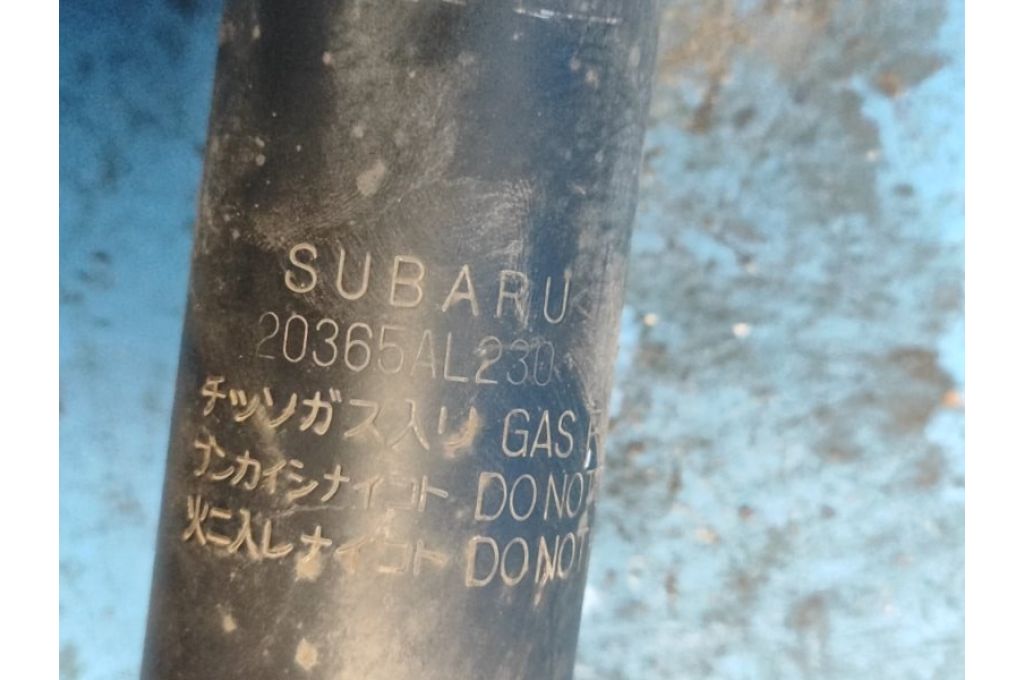 SUBARU
20365AL230
チッソガス入リ GAS
ブンカイシナイコト DO NOT
火ニ入レナイコト DO NOT